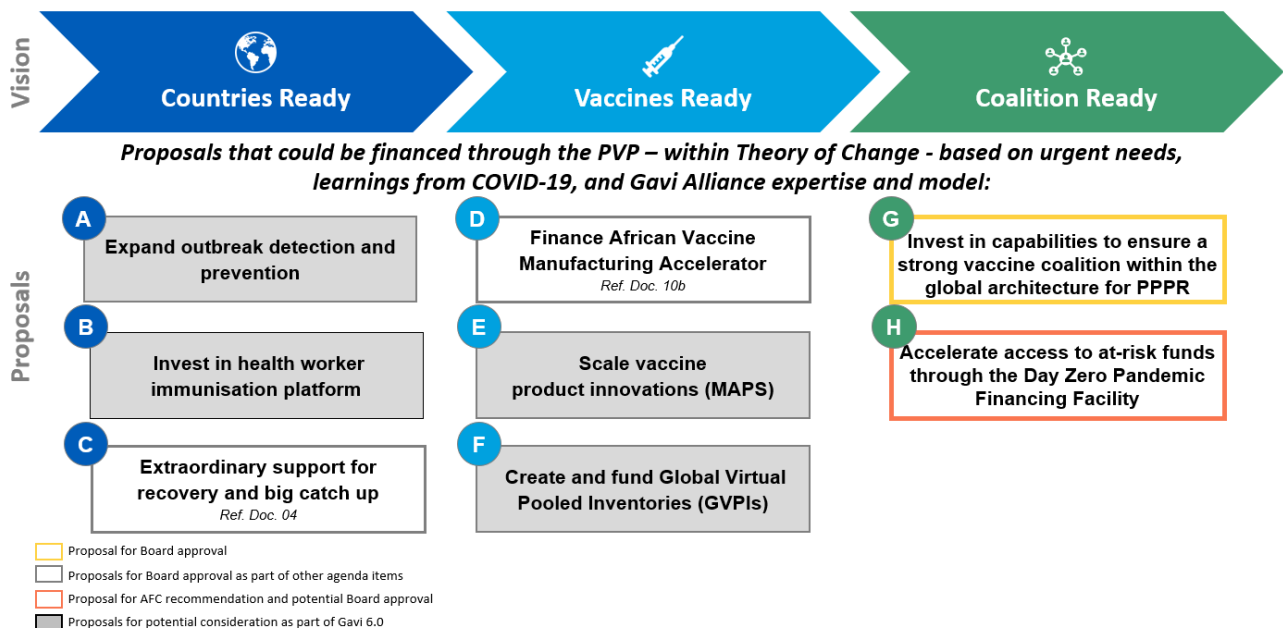 Vision
Countries Ready
Vaccines Ready
Coalition Ready
Proposals that could be financed through the PVP – within Theory of Change - based on urgent needs,
learnings from COVID-19, and Gavi Alliance expertise and model:
Proposals
A
Expand outbreak detection and
prevention
B
Invest in health worker
immunisation platform
C
Extraordinary support for
recovery and big catch up
Ref. Doc. 04
D
Finance African Vaccine
Manufacturing Accelerator
Ref. Doc. 10b
E
Scale vaccine
product innovations (MAPS)
F
Create and fund Global Virtual
Pooled Inventories (GVPIs)
G
Invest in capabilities to ensure a
strong vaccine coalition within the
global architecture for PPPR
H
Accelerate access to at-risk funds
through the Day Zero Pandemic
Financing Facility
Proposal for Board approval
Proposals for Board approval as part of other agenda items
Proposal for AFC recommendation and potential Board approval
Proposals for potential consideration as part of Gavi 6.0